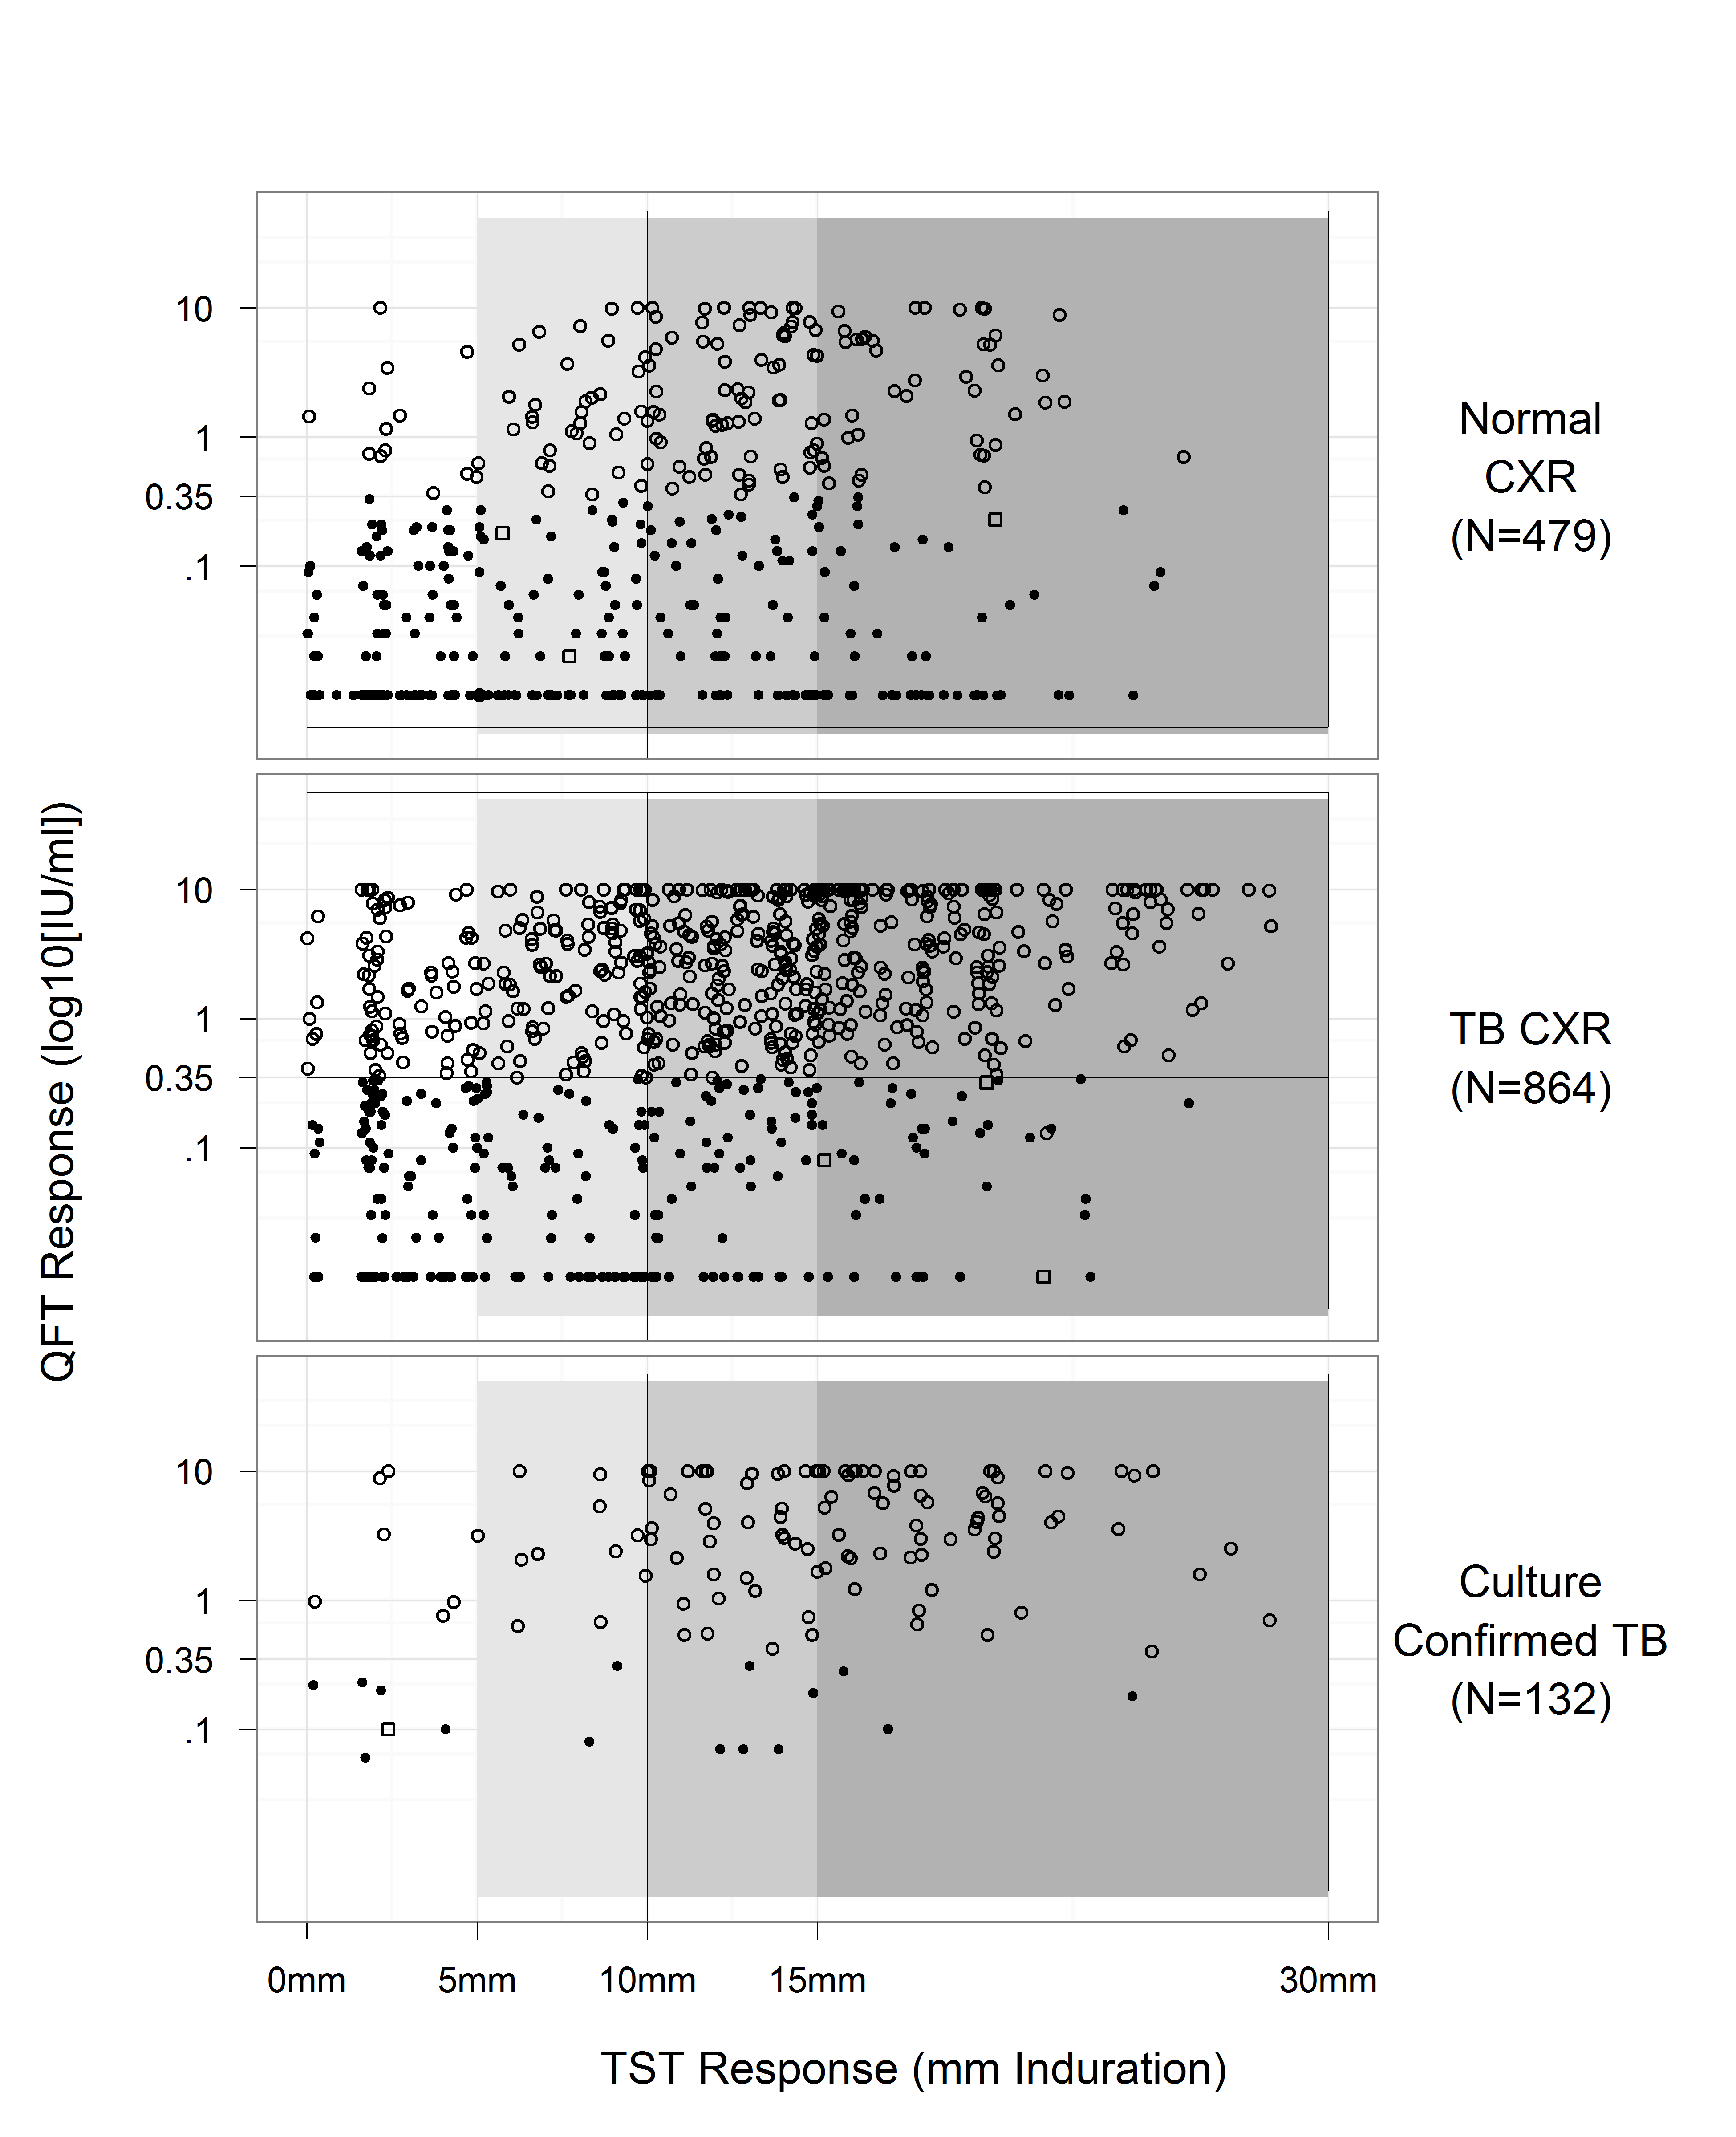 10
1
0.35
.1
Normal
CXR
(N=479)
10
1
0.35
.1
TB CXR
(N=864)
10
1
0.35
.1
Culture
Confirmed TB
(N=132)
QFT Response (log10[IU/ml])
0mm 5mm 10mm 15mm 30mm
TST Response (mm Induration)